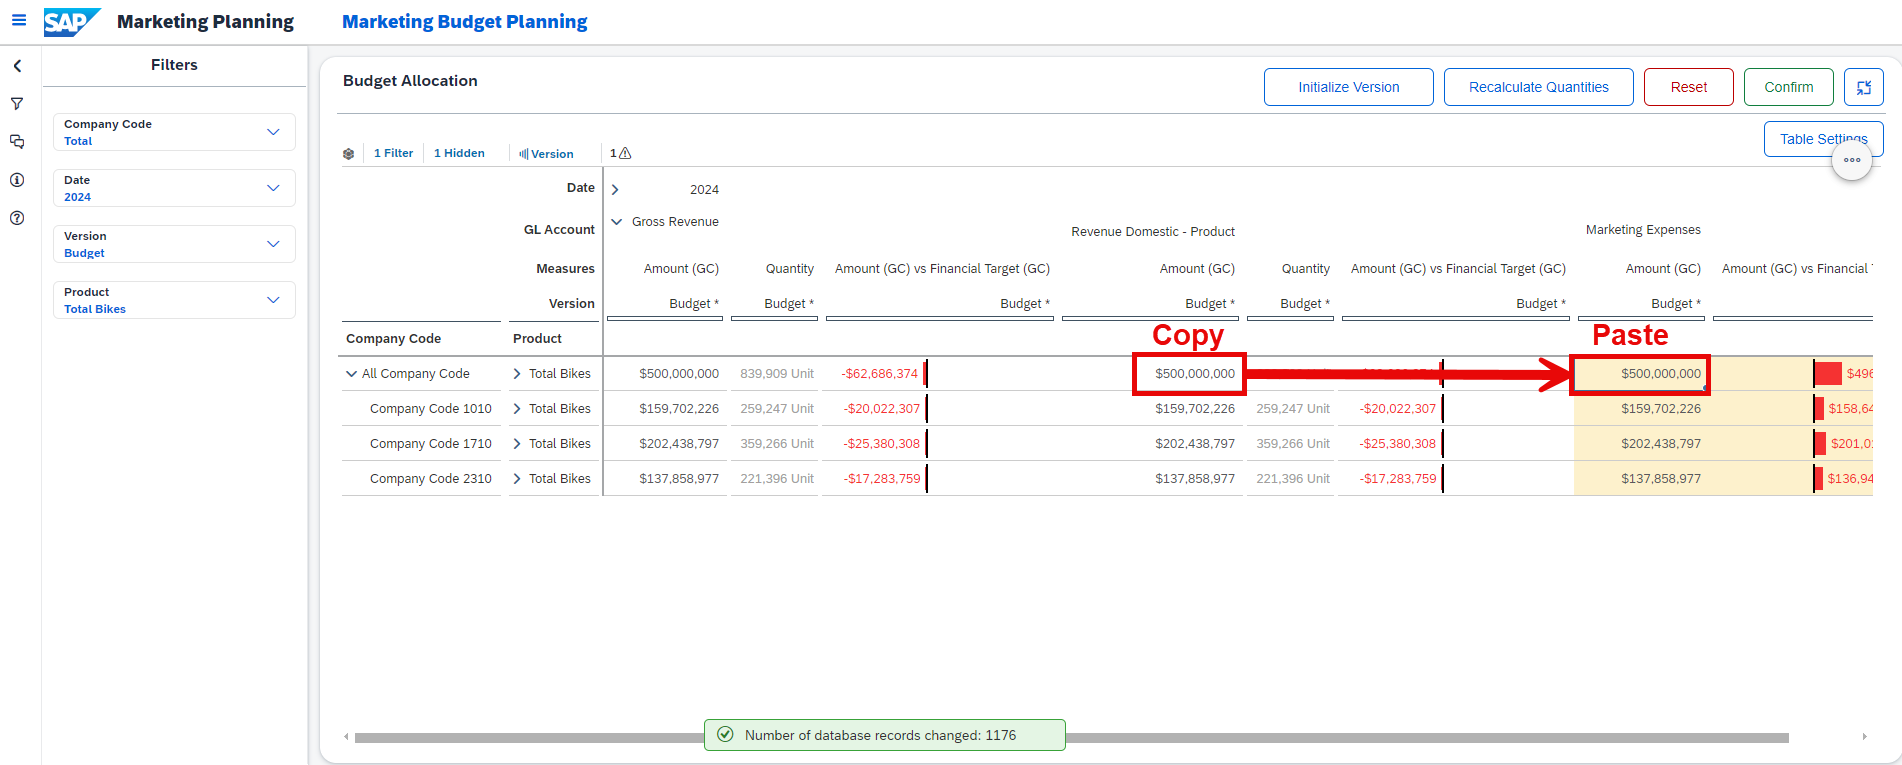 SAP Marketing Planning Marketing Budget Planning
Filters
Company Code
Total
Date
2024
Version
Budget
Product
Total Bikes
Budget Allocation
Initialize Version Recalculate Quantities Reset Confirm
Table Settings
1 Filter 1 Hidden Version 1
Date 2024
GL Account Gross Revenue Revenue Domestic - Product Marketing Expenses
Measures Amount (GC) Quantity Amount (GC) vs Financial Target (GC) Amount (GC) Quantity Amount (GC) vs Financial Target (GC) Amount (GC) Amount (GC) vs Financial
Version Budget * Budget * Budget * Budget * Budget * Budget * Budget *
Copy Paste
Company Code Product
All Company Code Total Bikes $500,000,000 839,909 Unit -$62,686,374 $500,000,000 $500,000,000 $496
Company Code 1010 Total Bikes $159,702,226 259,247 Unit -$20,022,307 $159,702,226 259,247 Unit -$20,022,307 $159,702,226 $158,64
Company Code 1710 Total Bikes $202,438,797 359,266 Unit -$25,380,308 $202,438,797 359,266 Unit -$25,380,308 $202,438,797 $201,0
Company Code 2310 Total Bikes $137,858,977 221,396 Unit -$17,283,759 $137,858,977 221,396 Unit -$17,283,759 $137,858,977 $136,94
Number of database records changed: 1176